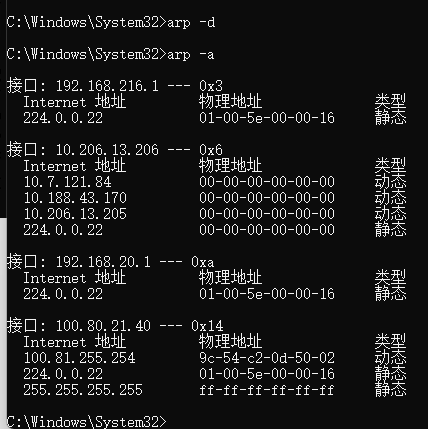 C:\Windows\System32>arp -d
C:\Windows\System32>arp -a
接口: 192.168.216.1 --- 0x3
Internet 地址 物理地址 类型
224.0.0.22 01-00-5e-00-00-16 静态
接口: 10.206.13.206 --- 0x6
Internet 地址 物理地址 类型
10.7.121.84 00-00-00-00-00-00 动态
10.188.43.170 00-00-00-00-00-00 动态
10.206.13.205 00-00-00-00-00-00 动态
224.0.0.22 00-00-00-00-00-00 静态
接口: 192.168.20.1 --- 0xa
Internet 地址 物理地址 类型
224.0.0.22 01-00-5e-00-00-16 静态
接口: 100.80.21.40 --- 0x14
Internet 地址 物理地址 类型
100.81.255.254 9c-54-c2-0d-50-02 动态
224.0.0.22 01-00-5e-00-00-16 静态
255.255.255.255 ff-ff-ff-ff-ff-ff 静态
C:\Windows\System32>